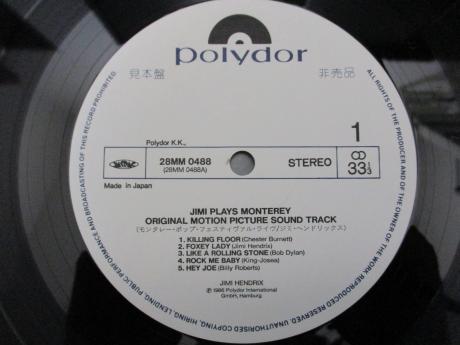 polydor
見本盤
非売品
Polydor K.K.,
28MM 0488
(28MM 0488A)
STEREO
1
33 1/3
Made in Japan
JIMI PLAYS MONTEREY
ORIGINAL MOTION PICTURE SOUND TRACK
(モンタレー・ポップ・フェスティヴァル・ライヴ/ジミ・ヘンドリックス)
1. KILLING FLOOR (Chester Burnett)
2. FOXEY LADY (Jimi Hendrix)
3. LIKE A ROLLING STONE (Bob Dylan)
4. ROCK ME BABY (King-Josea)
5. HEY JOE (Billy Roberts)
JIMI HENDRIX
℗ 1986 Polydor International
GmbH, Hamburg
ALL RIGHTS OF THE PRODUCER AND OF THE OWNER OF THE WORK REPRODUCED RESERVED. UNAUTHORISED COPYING, HIRING, LENDING, PUBLIC PERFORMANCE AND BROADCASTING OF THIS RECORD PROHIBITED.